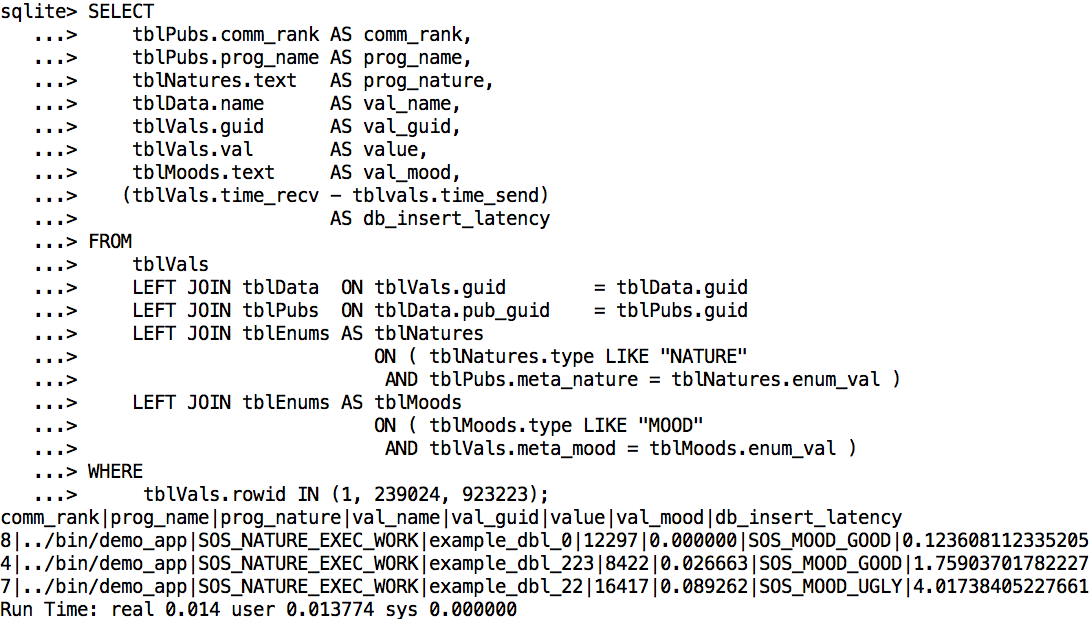 sqlite> SELECT
   ...>     tblPubs.comm_rank AS comm_rank,
   ...>     tblPubs.prog_name AS prog_name,
   ...>     tblNatures.text   AS prog_nature,
   ...>     tblData.name      AS val_name,
   ...>     tblVals.guid      AS val_guid,
   ...>     tblVals.val       AS value,
   ...>     tblMoods.text     AS val_mood,
   ...>    (tblVals.time_recv - tblvals.time_send)
   ...>                       AS db_insert_latency
   ...> FROM
   ...>     tblVals
   ...>     LEFT JOIN tblData  ON tblVals.guid        = tblData.guid
   ...>     LEFT JOIN tblPubs  ON tblData.pub_guid    = tblPubs.guid
   ...>     LEFT JOIN tblEnums AS tblNatures
   ...>                           ON ( tblNatures.type LIKE "NATURE"
   ...>                            AND tblPubs.meta_nature = tblNatures.enum_val )
   ...>     LEFT JOIN tblEnums AS tblMoods
   ...>                           ON ( tblMoods.type LIKE "MOOD"
   ...>                            AND tblVals.meta_mood = tblMoods.enum_val )
   ...> WHERE
   ...>      tblVals.rowid IN (1, 239024, 923223);
comm_rank|prog_name|prog_nature|val_name|val_guid|value|val_mood|db_insert_latency
8|../bin/demo_app|SOS_NATURE_EXEC_WORK|example_dbl_0|12297|0.000000|SOS_MOOD_GOOD|0.123608112335205
4|../bin/demo_app|SOS_NATURE_EXEC_WORK|example_dbl_223|8422|0.026663|SOS_MOOD_GOOD|1.75903701782227
7|../bin/demo_app|SOS_NATURE_EXEC_WORK|example_dbl_22|16417|0.089262|SOS_MOOD_UGLY|4.01738405227661
Run Time: real 0.014 user 0.013774 sys 0.000000